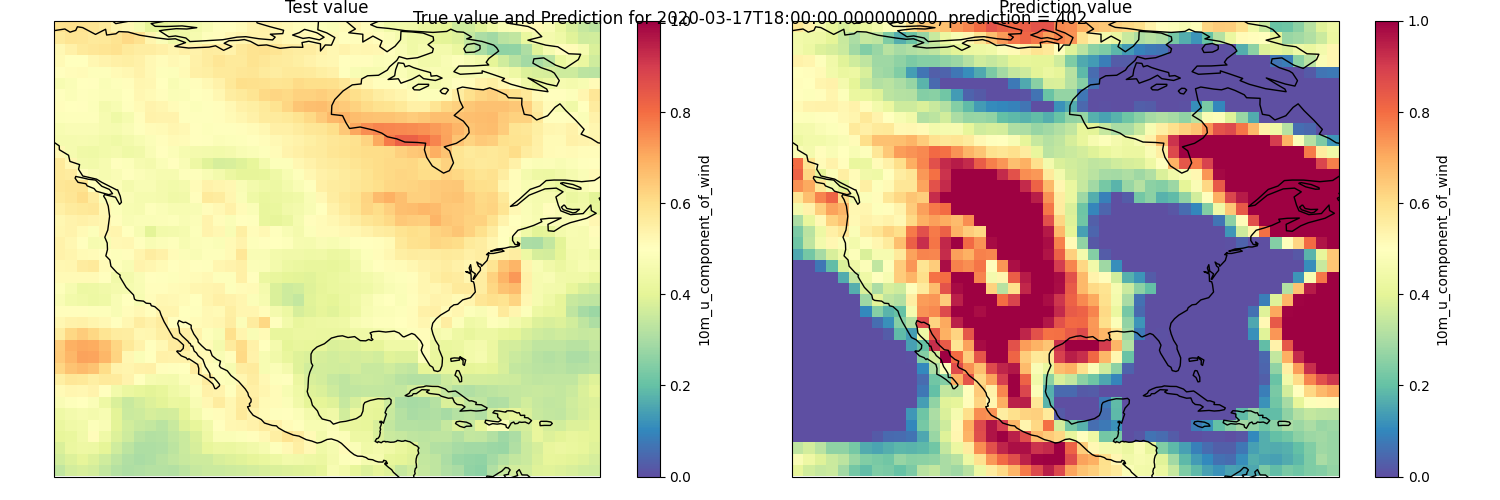 Test value
True value and Prediction for 2020-03-17T18:00:00.000000000, prediction = 402
Prediction value
1.0
0.8
0.6
0.4
0.2
0.0
10m_u_component_of_wind
1.0
0.8
0.6
0.4
0.2
0.0
10m_u_component_of_wind